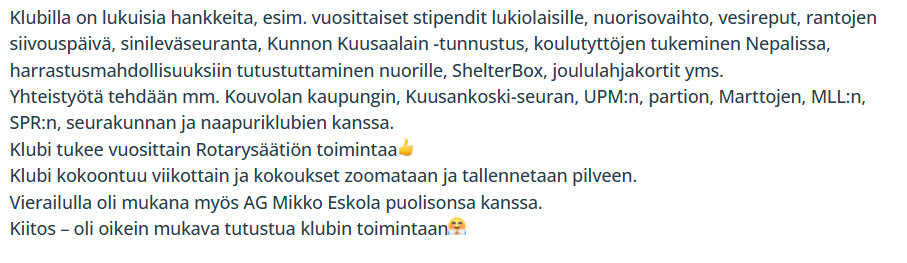 Klubilla on lukuisia hankkeita, esim. vuosittaiset stipendit lukiolaisille, nuorisovaihto, vesireput, rantojen
siivouspäivä, sinileväseuranta, Kunnon Kuusaalain -tunnustus, koulutyttöjen tukeminen Nepalissa,
harrastusmahdollisuuksiin tutustuttaminen nuorille, ShelterBox, joululahjakortit yms.
Yhteistyötä tehdään mm. Kouvolan kaupungin, Kuusankoski-seuran, UPM:n, partion, Marttojen, MLL:n,
SPR:n, seurakunnan ja naapuriklubien kanssa.
Klubi tukee vuosittain Rotarysäätiön toimintaa👍
Klubi kokoontuu viikottain ja kokoukset zoomataan ja tallennetaan pilveen.
Vierailulla oli mukana myös AG Mikko Eskola puolisonsa kanssa.
Kiitos – oli oikein mukava tutustua klubin toimintaan🤗